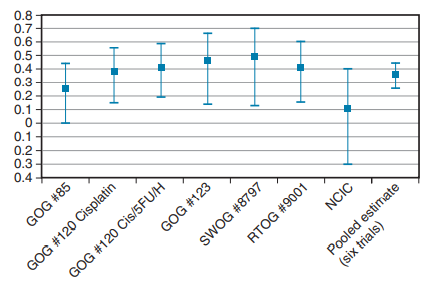 0.8
0.7
0.6
0.5
0.4
0.3
0.2
0.1
0
0.1
0.2
0.3
0.4
GOG #85
GOG #120 Cisplatin
GOG #120 Cis/5FU/H
GOG #123
SWOG #8797
RTOG #9001
NCIC
Pooled estimate
(six trials)